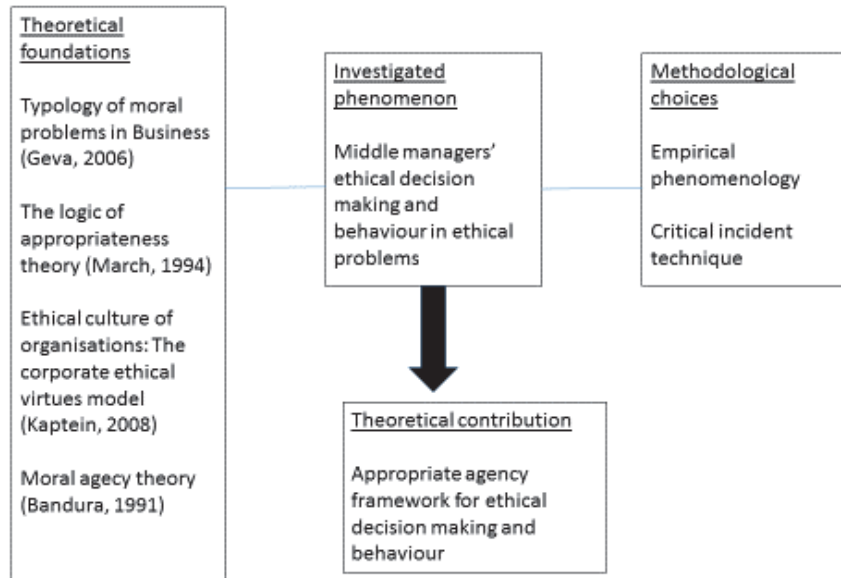 Theoretical
foundations
Typology of moral
problems in Business
(Geva, 2006)
The logic of
appropriateness
theory (March, 1994)
Ethical culture of
organisations: The
corporate ethical
virtues model
(Kaptein, 2008)
Moral agecy theory
(Bandura, 1991)
Investigated
phenomenon
Middle managers’
ethical decision
making and
behaviour in ethical
problems
Methodological
choices
Empirical
phenomenology
Critical incident
technique
Theoretical contribution
Appropriate agency
framework for ethical
decision making and
behaviour